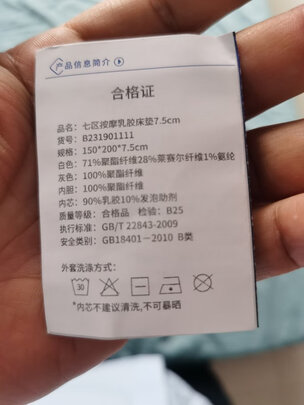 产品信息简介
合格证
品名：七区按摩乳胶床垫7.5cm
货号：B231901111
规格：150*200*7.5cm
白色：71%聚酯纤维28%莱赛尔纤维1%氨纶
灰色：100%聚酯纤维
内胆：100%聚酯纤维
内芯：90%乳胶10%发泡助剂
质量等级：合格品 检验：B25
执行标准：GB/T 22843-2009
安全类别：GB18401－2010 B类
外套洗涤方式：
30
*内芯不建议清洗,不可暴晒